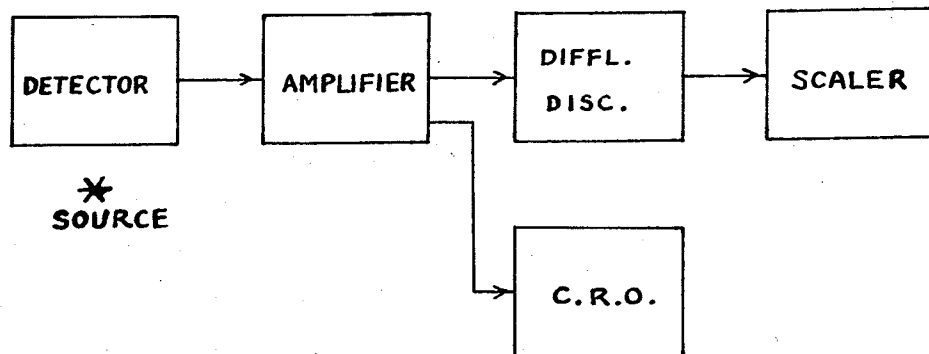 DETECTOR
AMPLIFIER
DIFFL.
DISC.
SCALER
SOURCE
C.R.O.